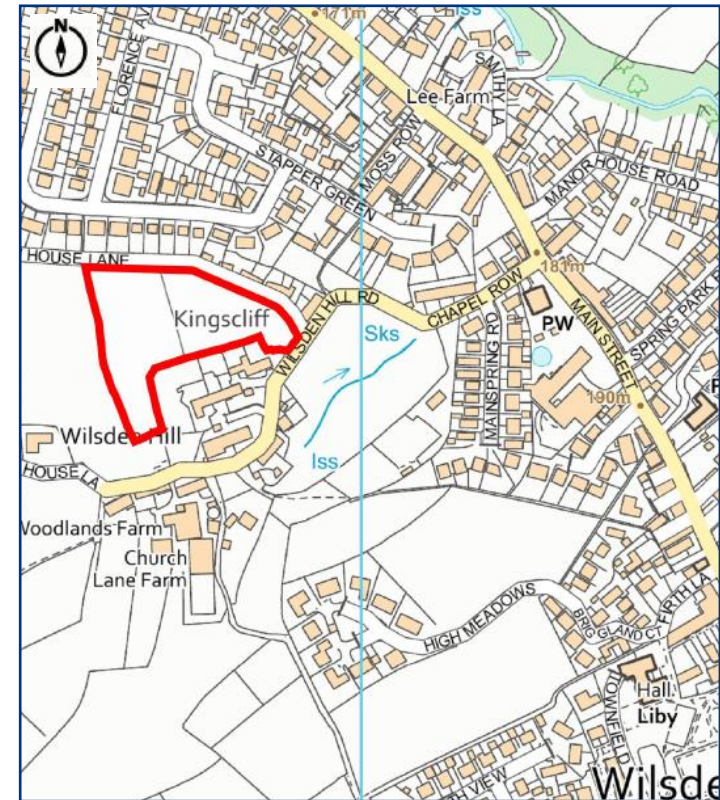 N
171m
Iss
FLORENCE AV
SMITHY LA
Lee Farm
MOSS ROW
STAPPER GREEN
MANOR HOUSE ROAD
HOUSE LANE
181m
Kingscliff
WILSDEN HILL RD
CHAPEL ROW
Sks
PW
MAIN STREET
SPRING PARK
MAINSPRING RD
190m
Wilsden Hill
Iss
HOUSE LA
Woodlands Farm
Church
Lane Farm
HIGH MEADOWS
BRIGGLAND CT
FIRTH LA
Hall
Liby
TOWNFIELD
TH VIEW
Wilsde